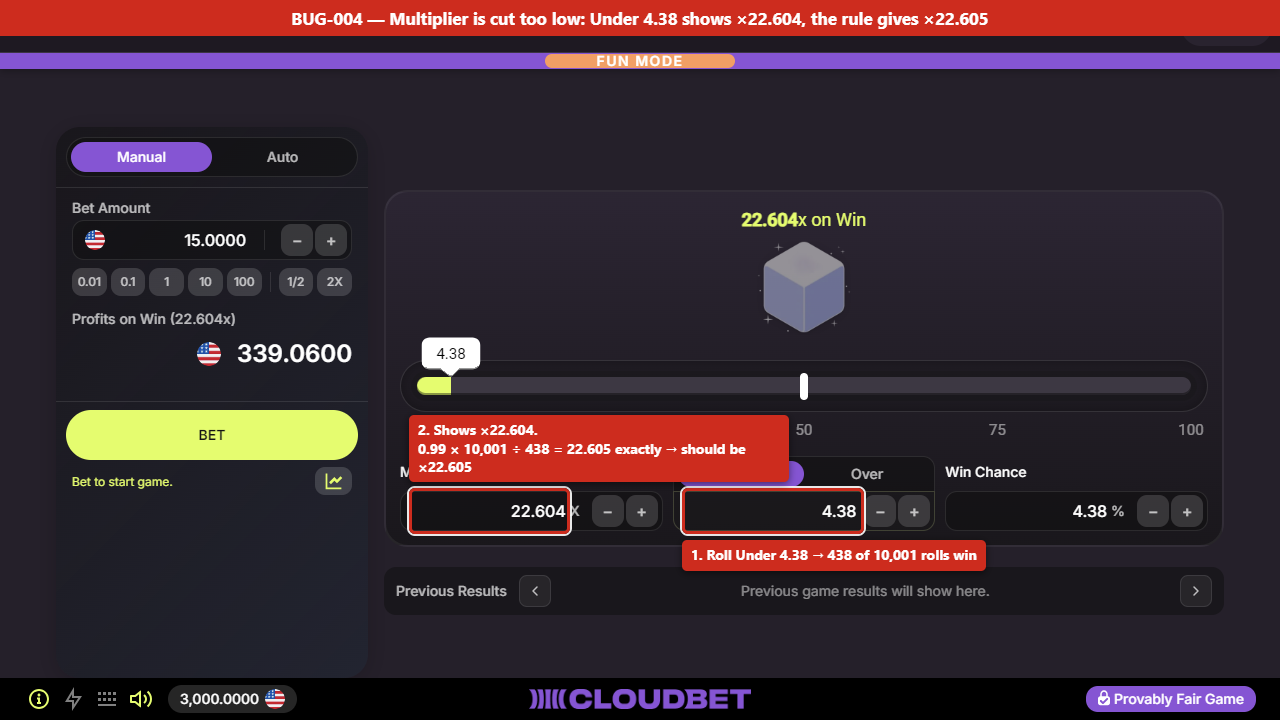 BUG-004 — Multiplier is cut too low: Under 4.38 shows ×22.604, the rule gives ×22.605
FUN MODE
Manual
Auto
Bet Amount
15.0000
−
+
0.01
0.1
1
10
100
1/2
2X
Profits on Win (22.604x)
339.0600
BET
Bet to start game.
22.604x on Win
4.38
50
75
100
2. Shows ×22.604.
0.99 × 10,001 ÷ 438 = 22.605 exactly → should be
×22.605
Over
Win Chance
22.604 X
−
+
4.38
−
+
4.38 %
−
+
1. Roll Under 4.38 → 438 of 10,001 rolls win
Previous Results
Previous game results will show here.
3,000.0000
CLOUDBET
Provably Fair Game